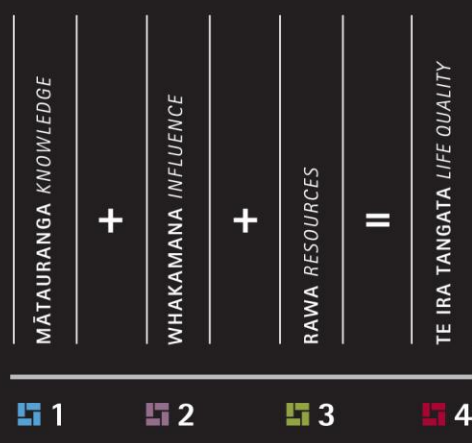 MĀTAURANGA KNOWLEDGE
+
WHAKAMANA INFLUENCE
+
RAWA RESOURCES
=
TE IRA TANGATA LIFE QUALITY
1
2
3
4